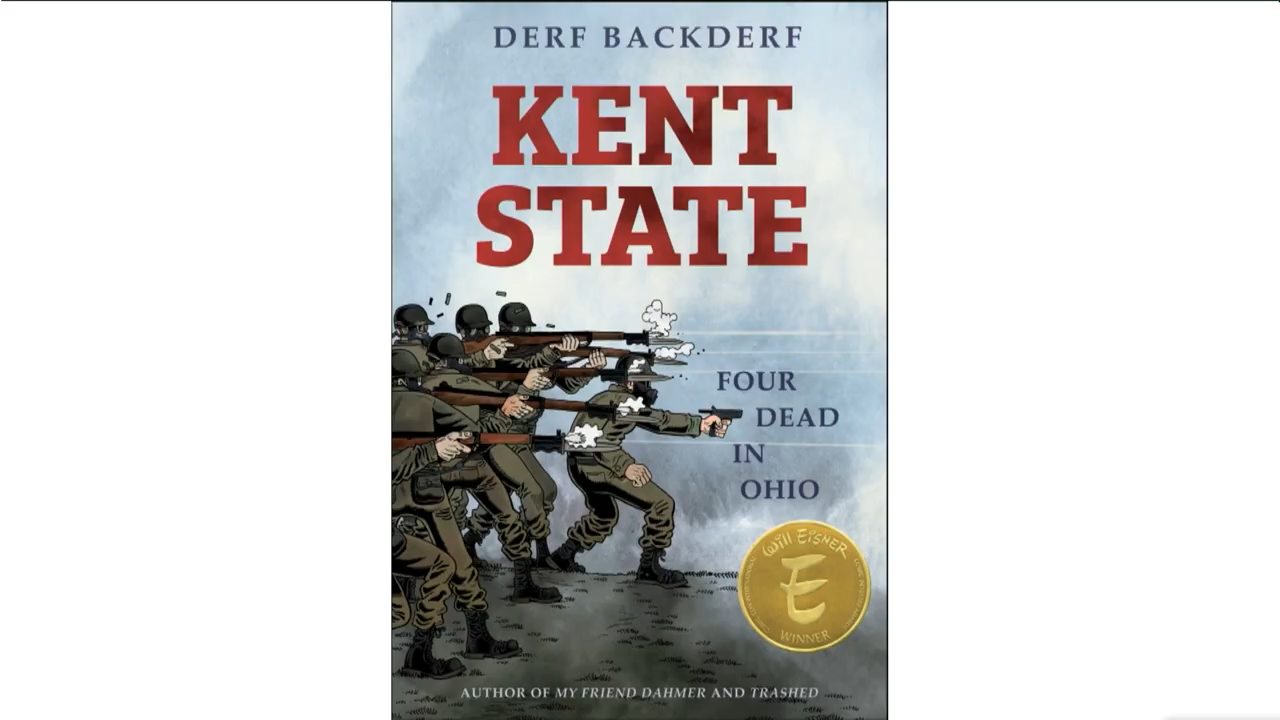 DERF BACKDERF
KENT
STATE
FOUR
DEAD
IN
OHIO
Will EISNER
E
WINNER
AUTHOR OF MY FRIEND DAHMER AND TRASHED